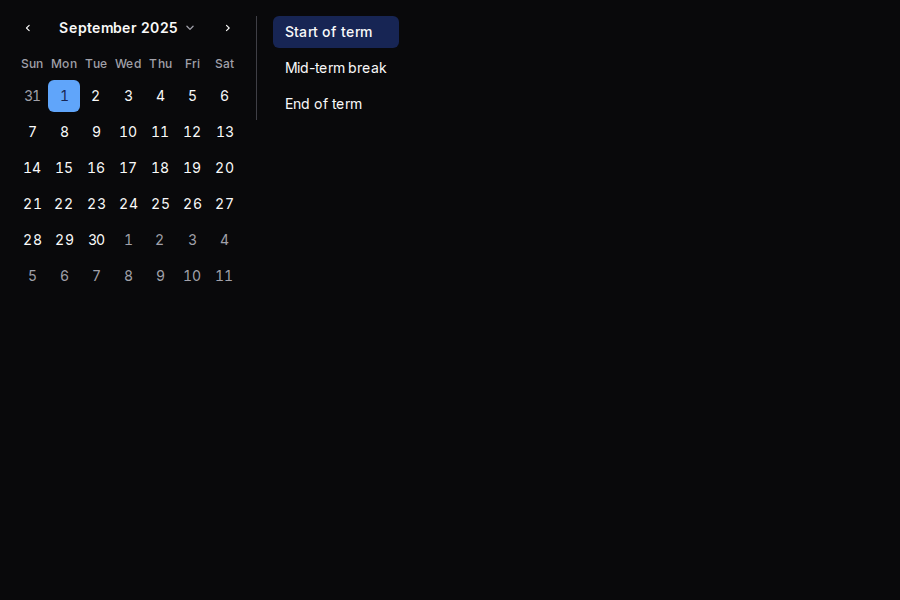 September 2025
Sun Mon Tue Wed Thu Fri Sat
31 1 2 3 4 5 6
7 8 9 10 11 12 13
14 15 16 17 18 19 20
21 22 23 24 25 26 27
28 29 30 1 2 3 4
5 6 7 8 9 10 11
Start of term
Mid-term break
End of term